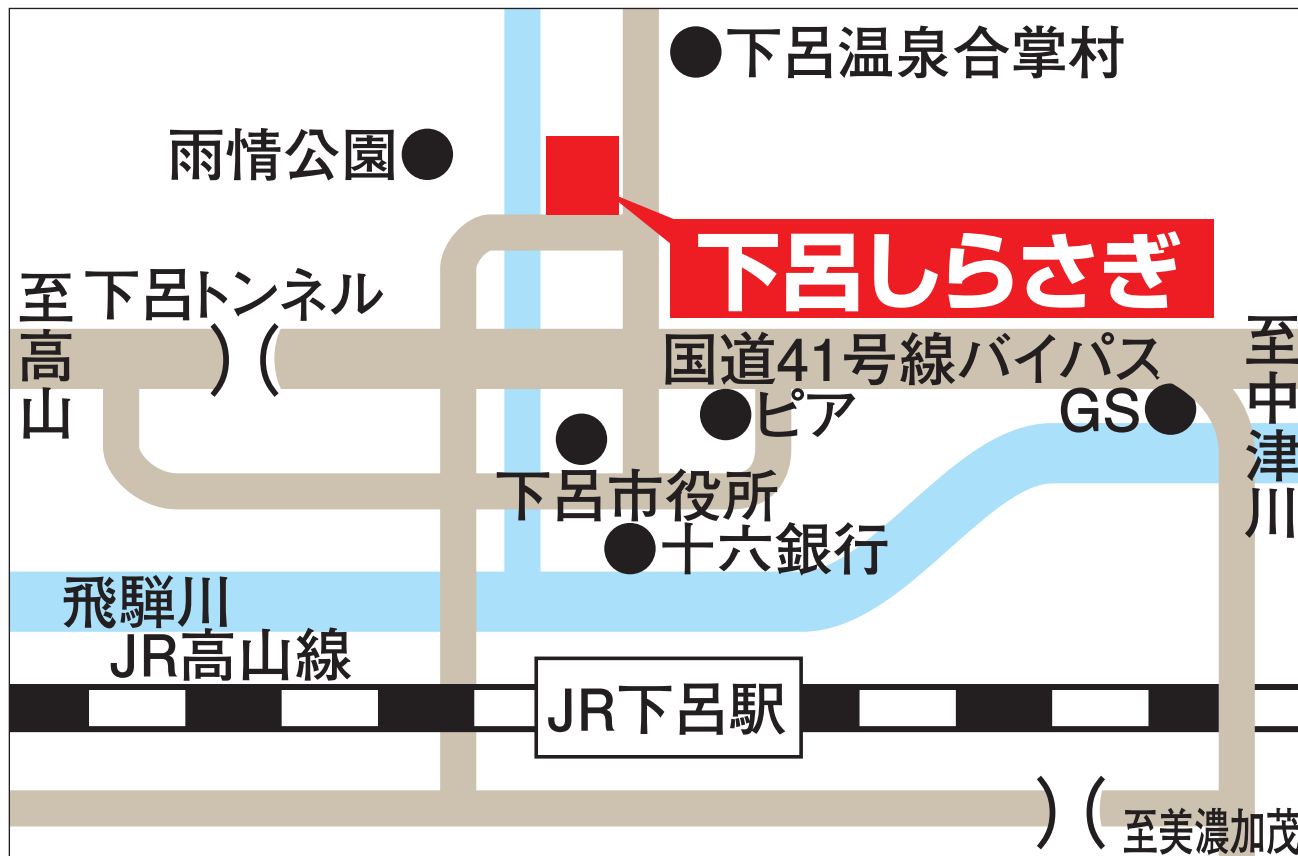 下呂温泉合掌村
雨情公園
下呂しらさぎ
至高山
下呂トンネル
国道41号線バイパス
至中津川
ピア
GS
下呂市役所
十六銀行
飛騨川
JR高山線
JR下呂駅
至美濃加茂